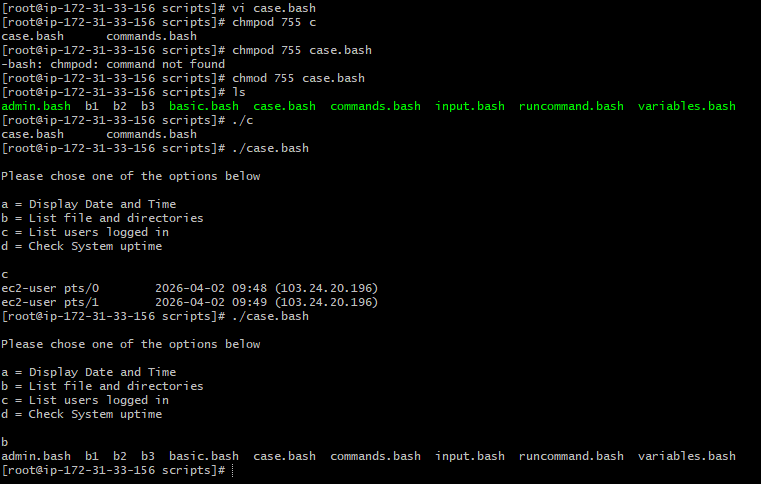 [root@ip-172-31-33-156 scripts]# vi case.bash
[root@ip-172-31-33-156 scripts]# chmpod 755 c
case.bash      commands.bash
[root@ip-172-31-33-156 scripts]# chmpod 755 case.bash
-bash: chmpod: command not found
[root@ip-172-31-33-156 scripts]# chmod 755 case.bash
[root@ip-172-31-33-156 scripts]# ls
admin.bash  b1  b2  b3  basic.bash  case.bash  commands.bash  input.bash  runcommand.bash  variables.bash
[root@ip-172-31-33-156 scripts]# ./c
case.bash      commands.bash
[root@ip-172-31-33-156 scripts]# ./case.bash
Please chose one of the options below
a = Display Date and Time
b = List file and directories
c = List users logged in
d = Check System uptime
c
ec2-user pts/0        2026-04-02 09:48 (103.24.20.196)
ec2-user pts/1        2026-04-02 09:49 (103.24.20.196)
[root@ip-172-31-33-156 scripts]# ./case.bash
Please chose one of the options below
a = Display Date and Time
b = List file and directories
c = List users logged in
d = Check System uptime
b
admin.bash  b1  b2  b3  basic.bash  case.bash  commands.bash  input.bash  runcommand.bash  variables.bash
[root@ip-172-31-33-156 scripts]#